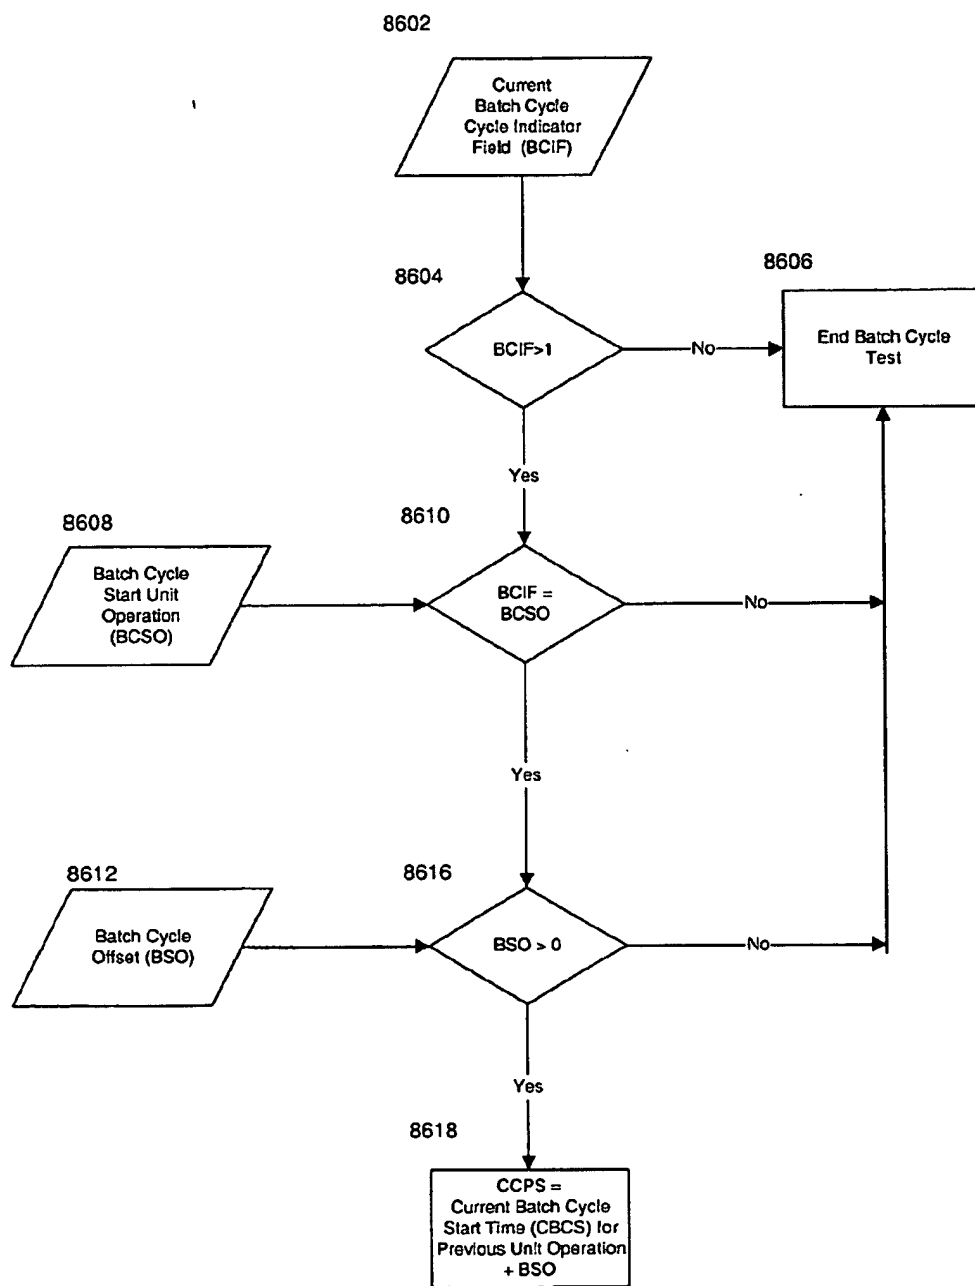 8602
Current
Batch Cycle
Cycle Indicator
Field (BCIF)
8604
BCIF>1
No
8606
End Batch Cycle
Test
Yes
8608
Batch Cycle
Start Unit
Operation
(BCSO)
8610
BCIF =
BCSO
No
Yes
8612
Batch Cycle
Offset (BSO)
8616
BSO > 0
No
Yes
8618
CCPS =
Current Batch Cycle
Start Time (CBCS) for
Previous Unit Operation
+ BSO